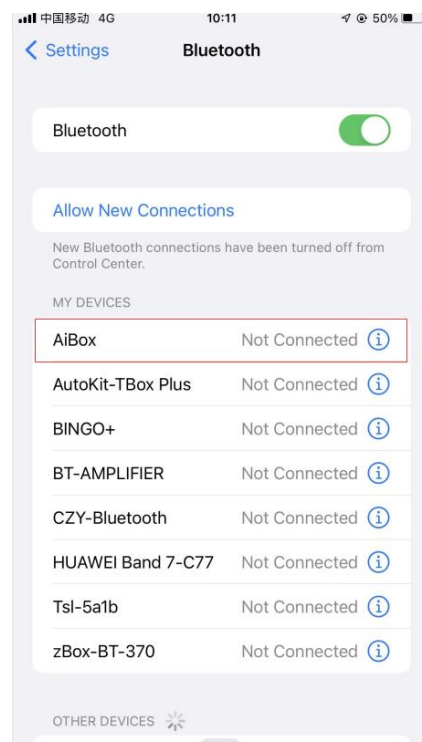 中国移动 4G 10:11 50%
Settings Bluetooth
Bluetooth
Allow New Connections
New Bluetooth connections have been turned off from
Control Center.
MY DEVICES
AiBox Not Connected
AutoKit-TBox Plus Not Connected
BINGO+ Not Connected
BT-AMPLIFIER Not Connected
CZY-Bluetooth Not Connected
HUAWEI Band 7-C77 Not Connected
Tsl-5a1b Not Connected
zBox-BT-370 Not Connected
OTHER DEVICES